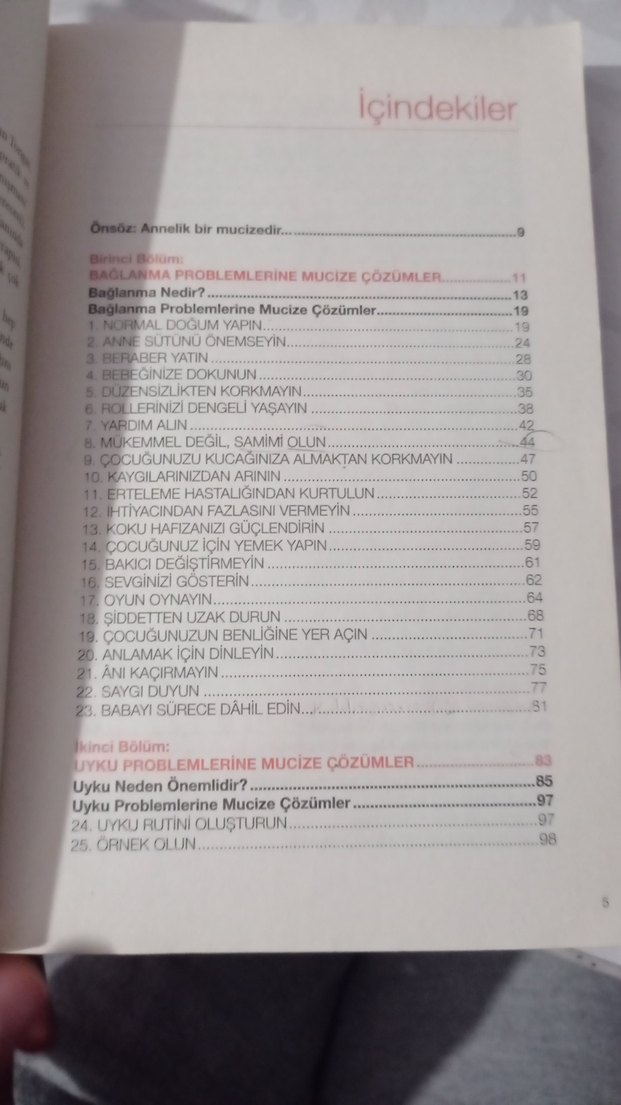 İçindekiler
Önsöz: Annelik bir mucizedir... 9
Birinci Bölüm:
BAĞLANMA PROBLEMLERİNE MUCİZE ÇÖZÜMLER 11
Bağlanma Nedir? 13
Bağlanma Problemlerine Mucize Çözümler 19
1. NORMAL DOĞUM YAPIN 19
2. ANNE SÜTÜNÜ ÖNEMSEYİN 24
3. BERABER YATIN 28
4. BEBEĞİNİZE DOKUNUN 30
5. DÜZENSİZLİKTEN KORKMAYIN 35
6. ROLLERİNİZİ DENGELİ YAŞAYIN 38
7. YARDIM ALIN 42
8. MÜKEMMEL DEĞİL, SAMİMİ OLUN 44
9. ÇOCUĞUNUZU KUCAĞINIZA ALMAKTAN KORKMAYIN 47
10. KAYGILARINIZDAN ARININ 50
11. ERTELEME HASTALIĞINDAN KURTULUN 52
12. İHTİYACINDAN FAZLASINI VERMEYİN 55
13. KOKU HAFIZANIZI GÜÇLENDİRİN 57
14. ÇOCUĞUNUZ İÇİN YEMEK YAPIN 59
15. BAKICI DEĞİŞTİRMEYİN 61
16. SEVGİNİZİ GÖSTERİN 62
17. OYUN OYNAYIN 64
18. ŞİDDETTEN UZAK DURUN 68
19. ÇOCUĞUNUZUN BENLİĞİNE YER AÇIN 71
20. ANLAMAK İÇİN DİNLEYİN 73
21. ÂNI KAÇIRMAYIN 75
22. SAYGI DUYUN 77
23. BABAYI SÜRECE DÂHİL EDİN 81
İkinci Bölüm:
UYKU PROBLEMLERİNE MUCİZE ÇÖZÜMLER 83
Uyku Neden Önemlidir? 85
Uyku Problemlerine Mucize Çözümler 97
24. UYKU RUTİNİ OLUŞTURUN 97
25. ÖRNEK OLUN 98
5